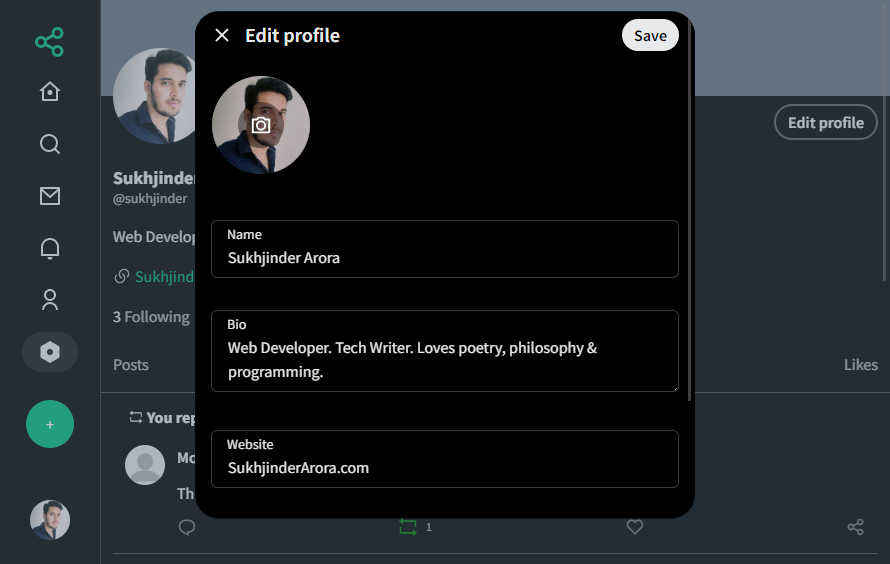 Edit profile
Save
Edit profile
Sukhjinder
@sukhjinder
Web Develop
Sukhjind
3 Following
Posts
Likes
Name
Sukhjinder Arora
Bio
Web Developer. Tech Writer. Loves poetry, philosophy &
programming.
Website
SukhjinderArora.com
You rep
Mo
Th
1